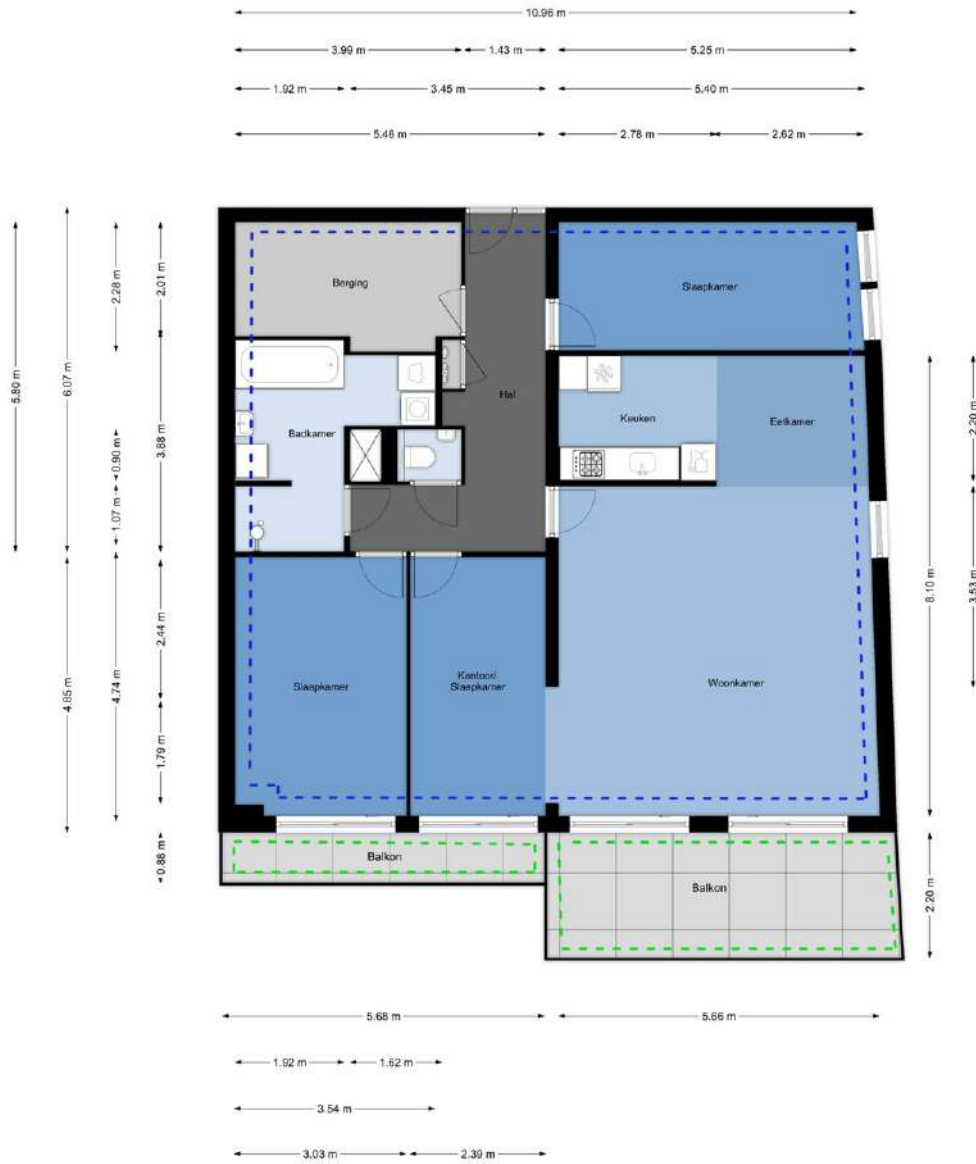 10.96 m
3.99 m
1.43 m
5.25 m
1.92 m
3.45 m
5.40 m
5.46 m
2.78 m
2.62 m
5.80 m
6.07 m
2.28 m
2.01 m
3.88 m
0.90 m
1.07 m
4.85 m
4.74 m
2.44 m
1.79 m
0.88 m
Berging
Slaapkamer
Hal
Keuken
Eetkamer
Badkamer
Slaapkamer
Kantoor/
Slaapkamer
Woonkamer
Balkon
Balkon
2.20 m
3.53 m
8.10 m
2.20 m
5.68 m
5.66 m
1.92 m
1.62 m
3.54 m
3.03 m
2.39 m